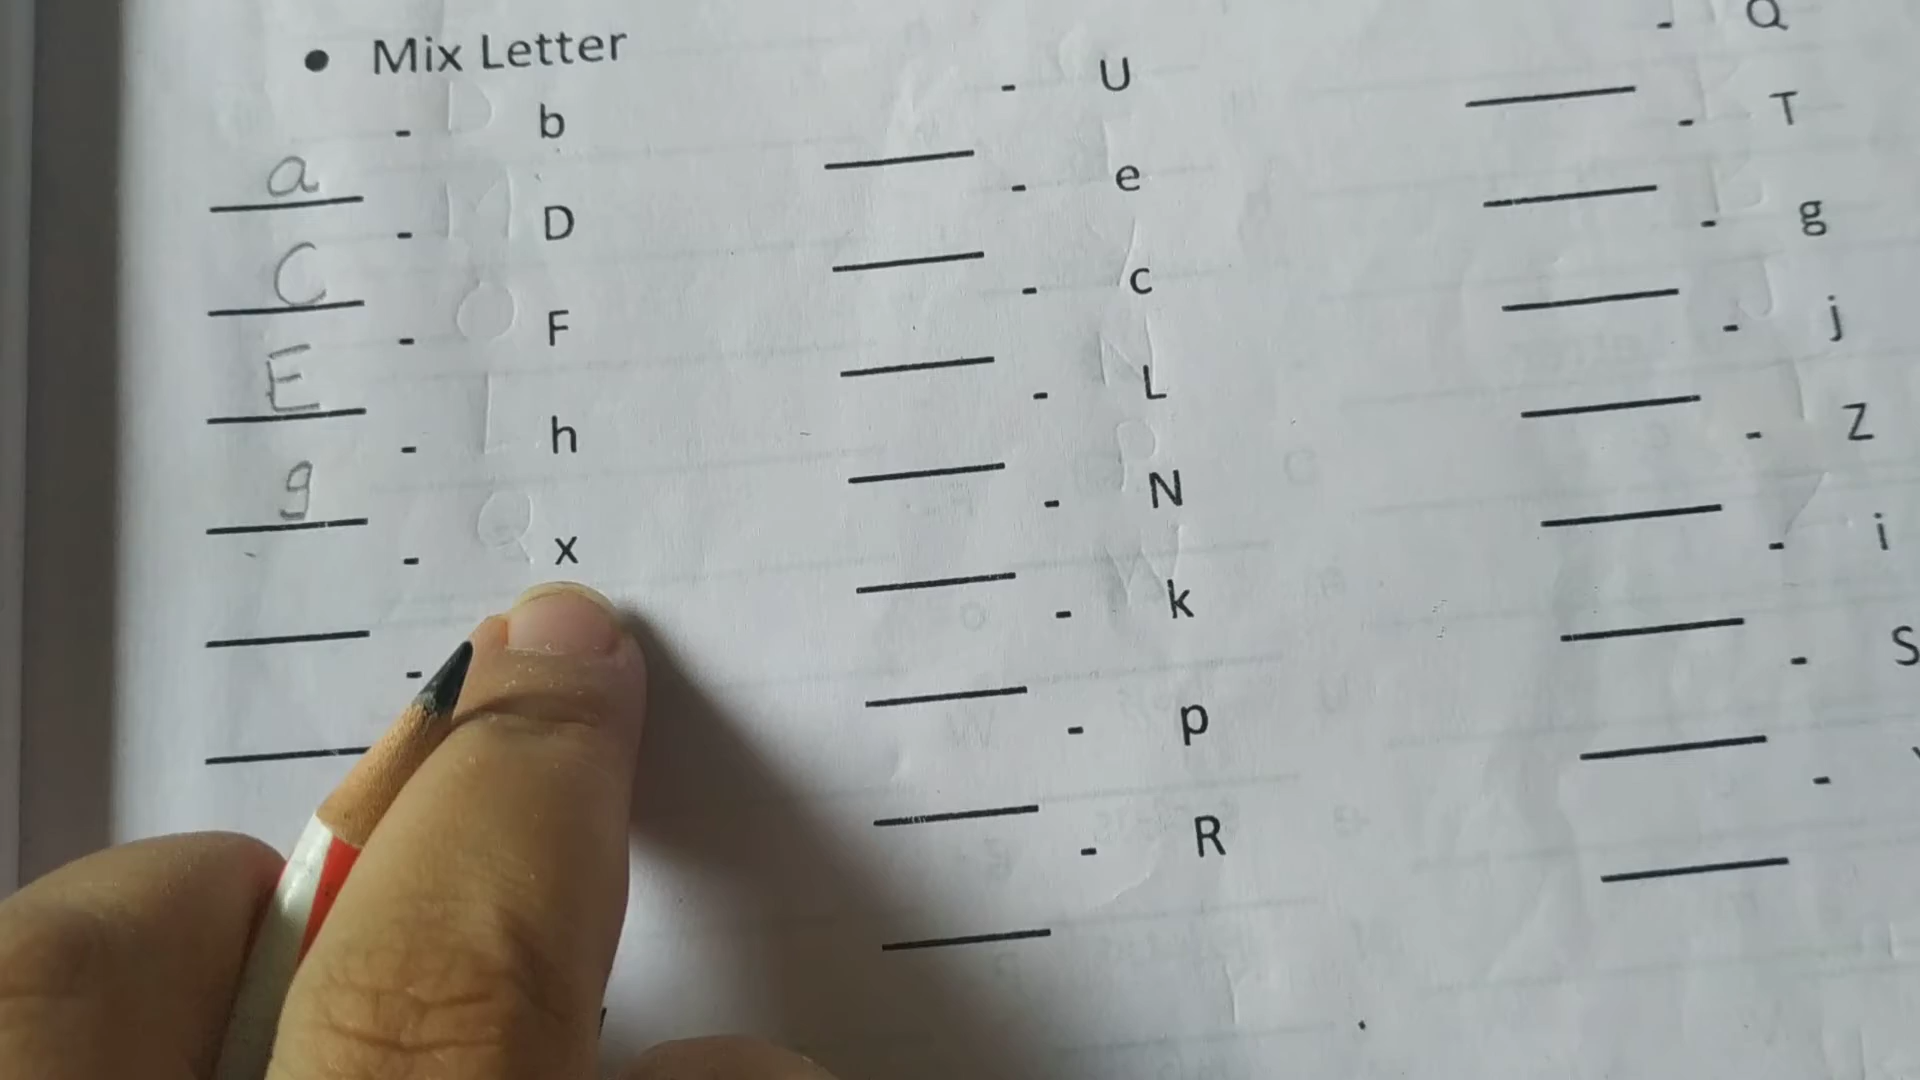 • Mix Letter
a - b
C - D
E - F
g - h
- x
-
- U
- e
- c
- L
- N
- k
- p
- R
- Q
- T
- g
- j
- Z
- i
- S
-